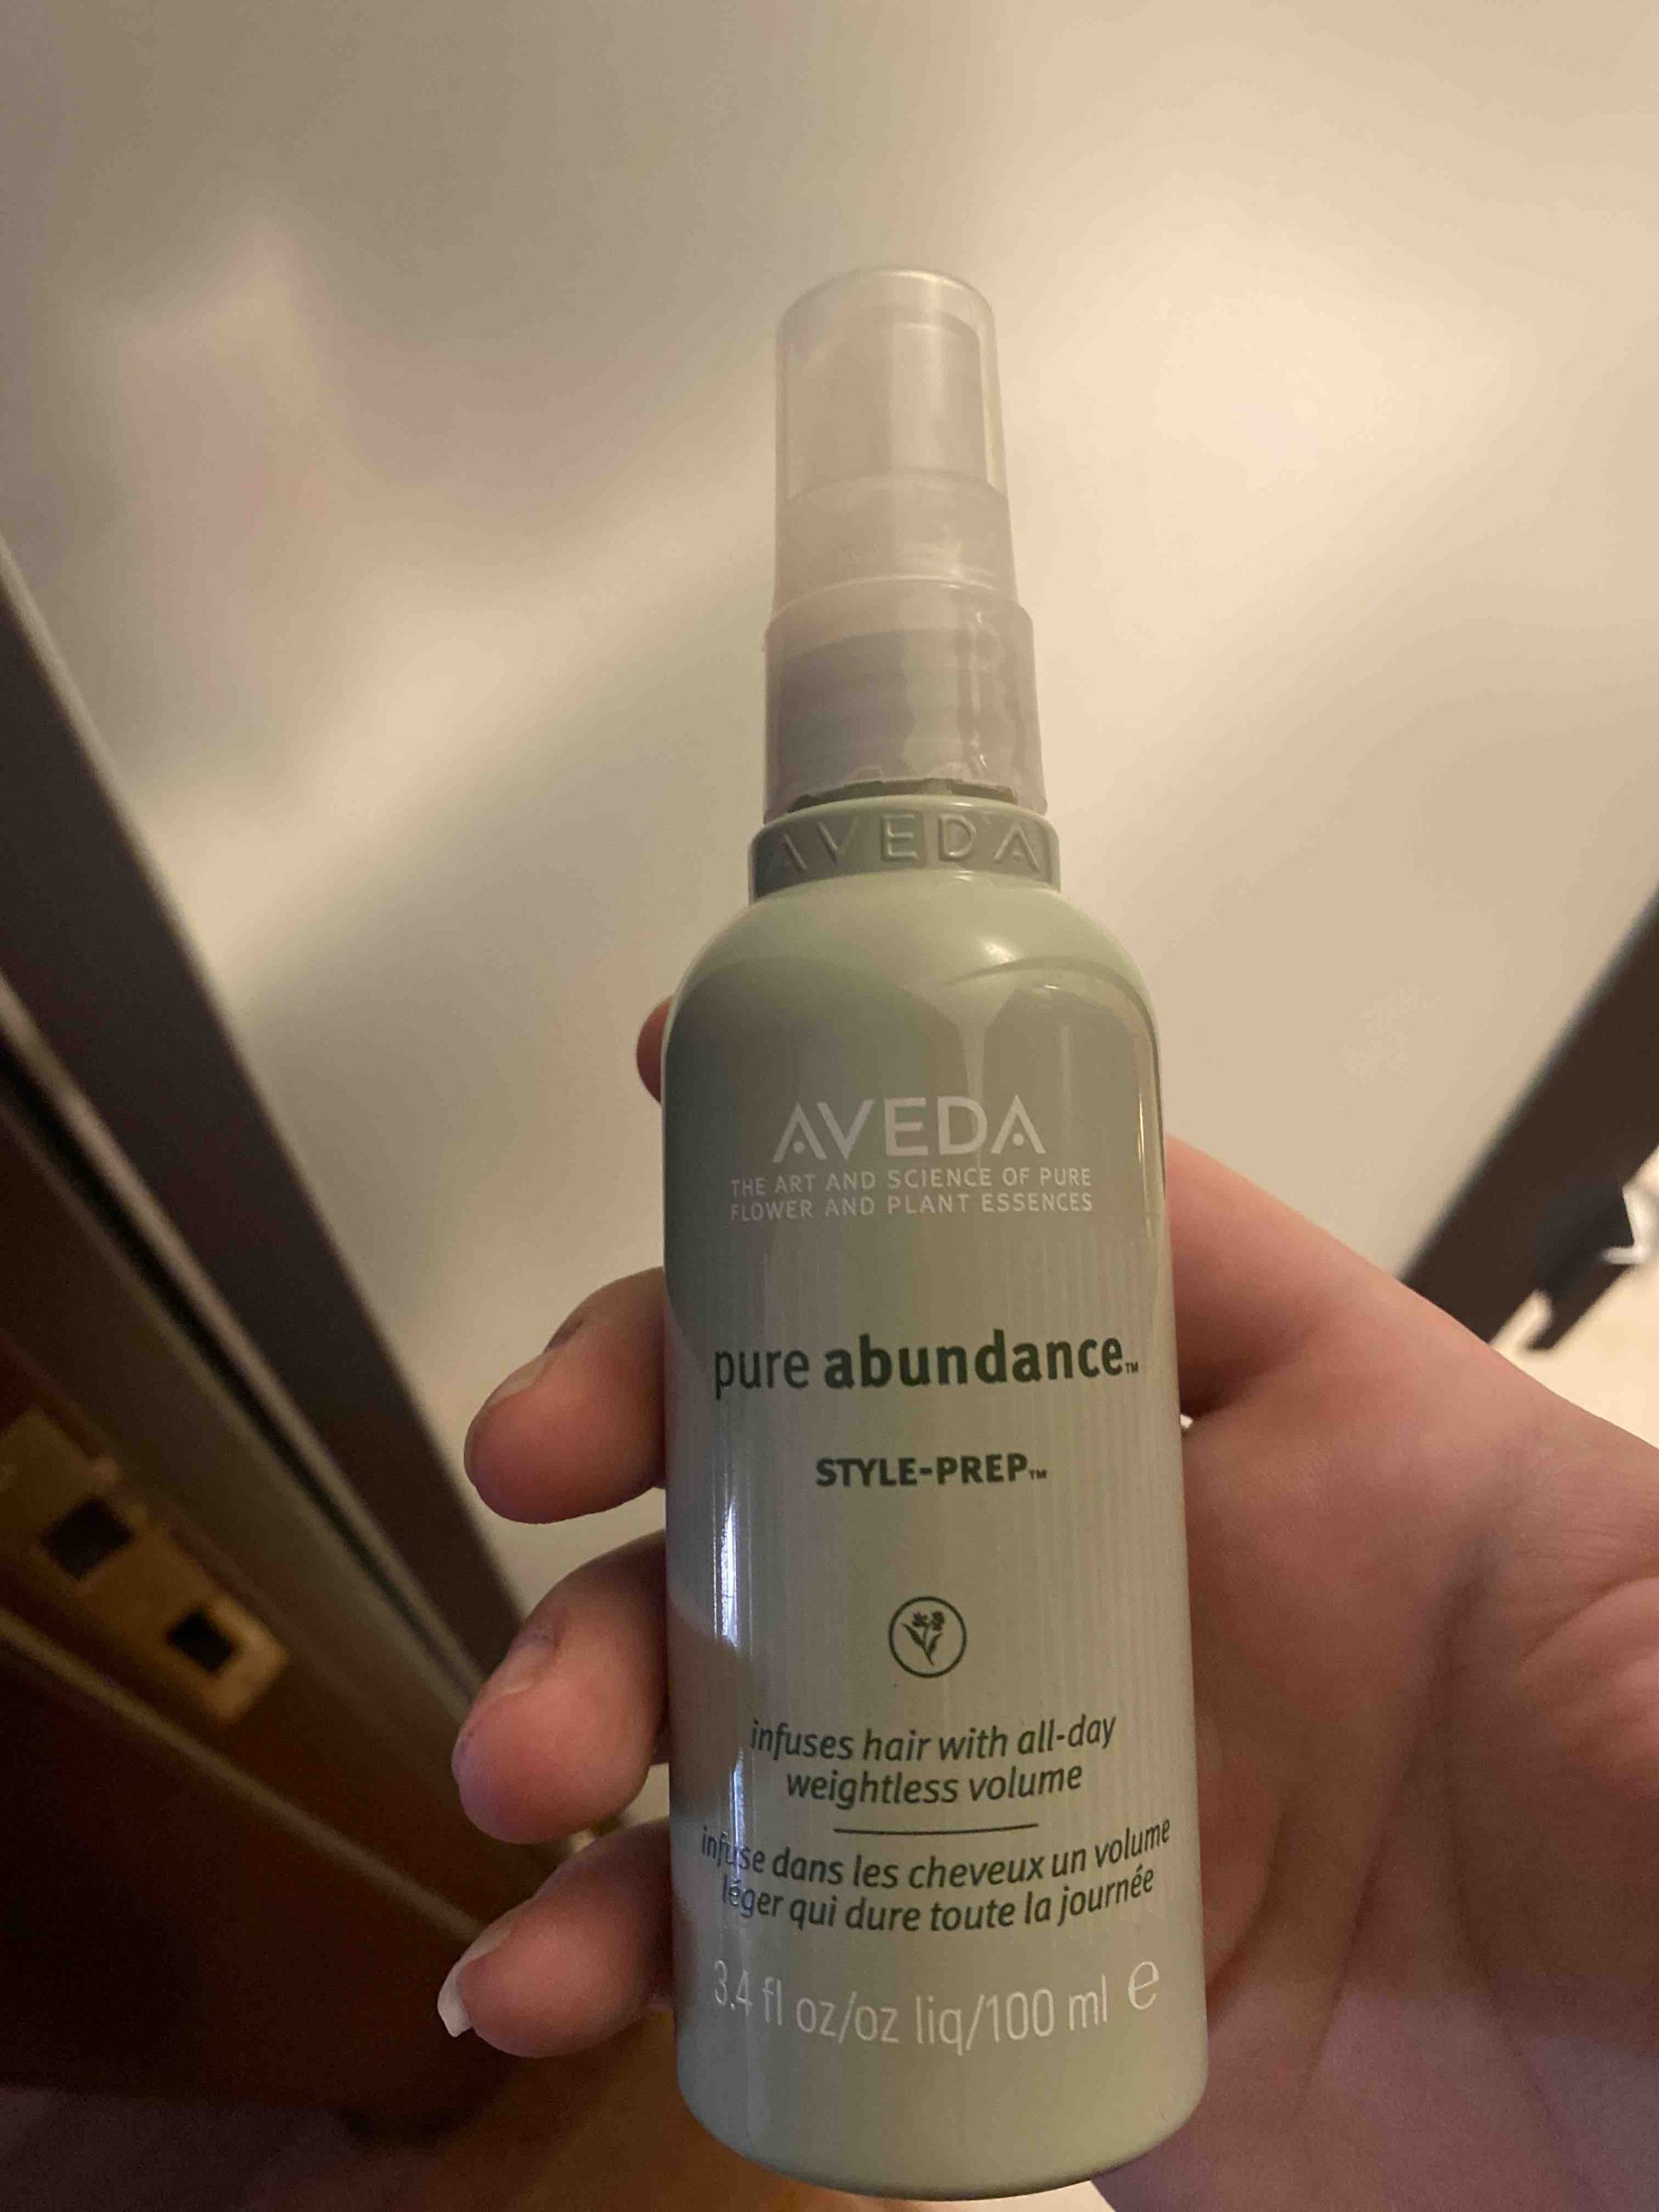 AVEDA
AVEDA
THE ART AND SCIENCE OF PURE
FLOWER AND PLANT ESSENCES
pure abundance™
STYLE-PREP™
infuses hair with all-day
weightless volume
infuse dans les cheveux un volume
léger qui dure toute la journée
3.4 fl oz/oz liq/100 ml e